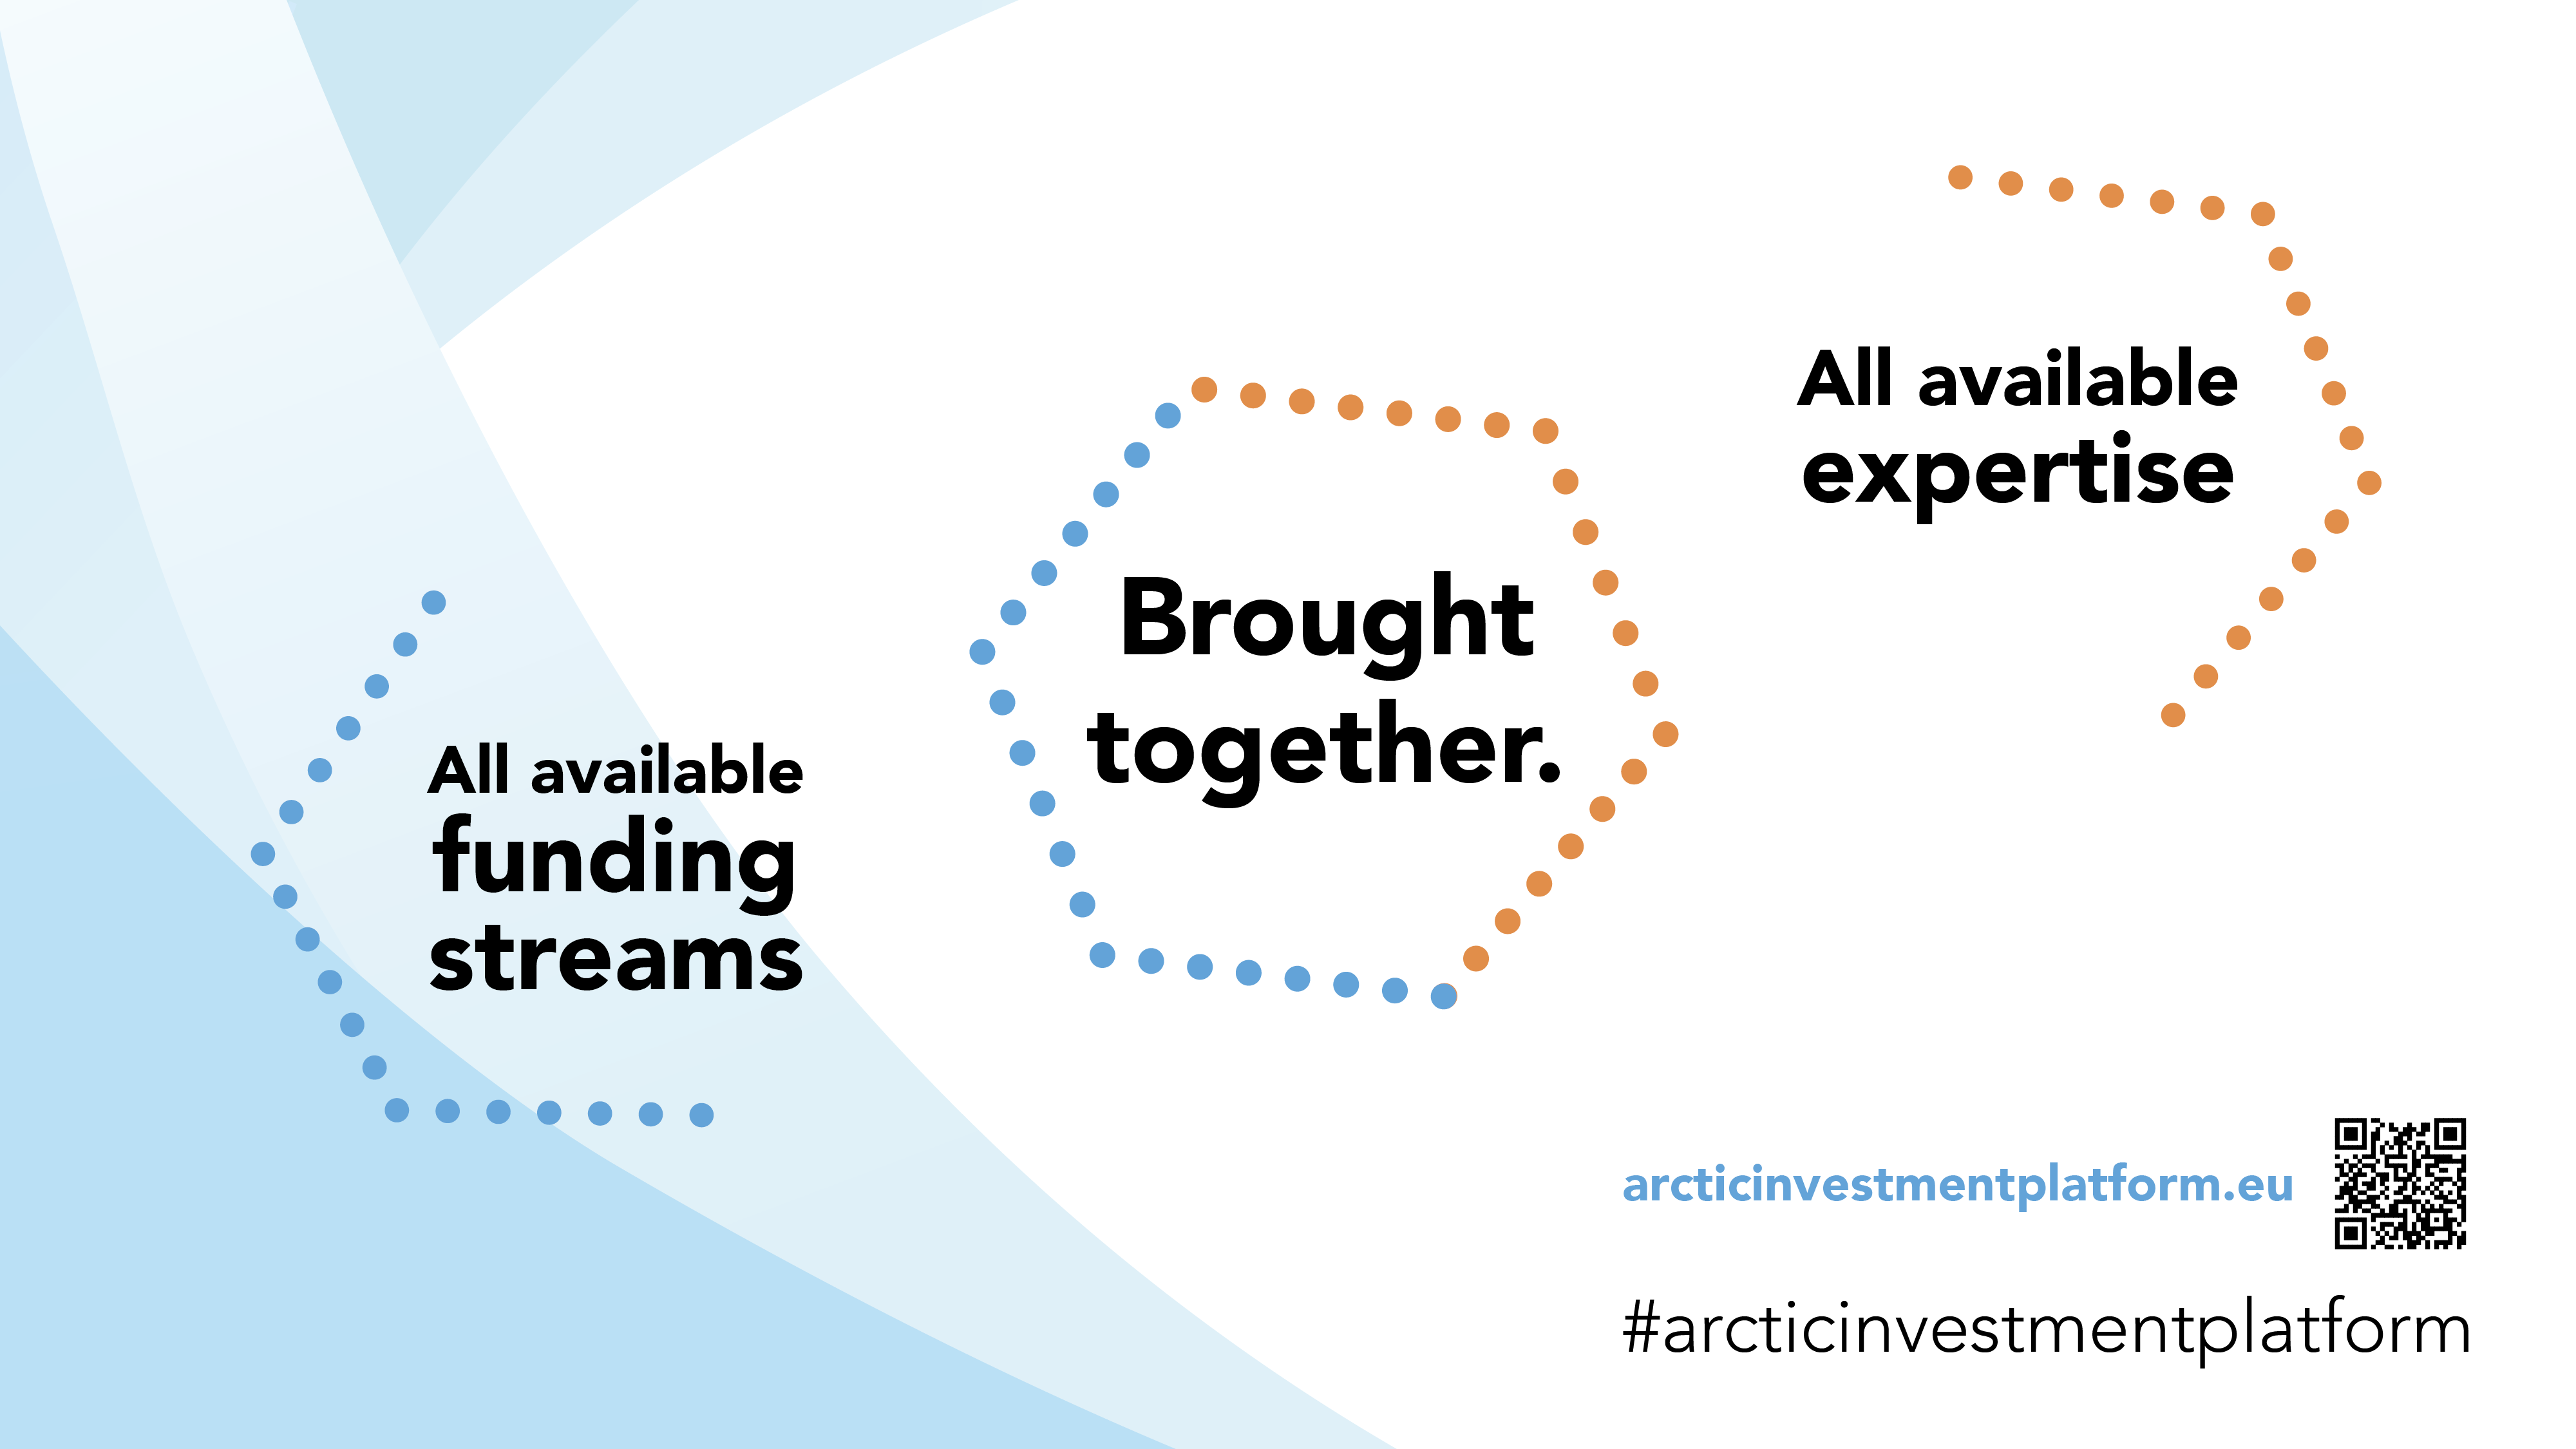 All available
funding
streams
Brought
together.
All available
expertise
arcticinvestmentplatform.eu
#arcticinvestmentplatform